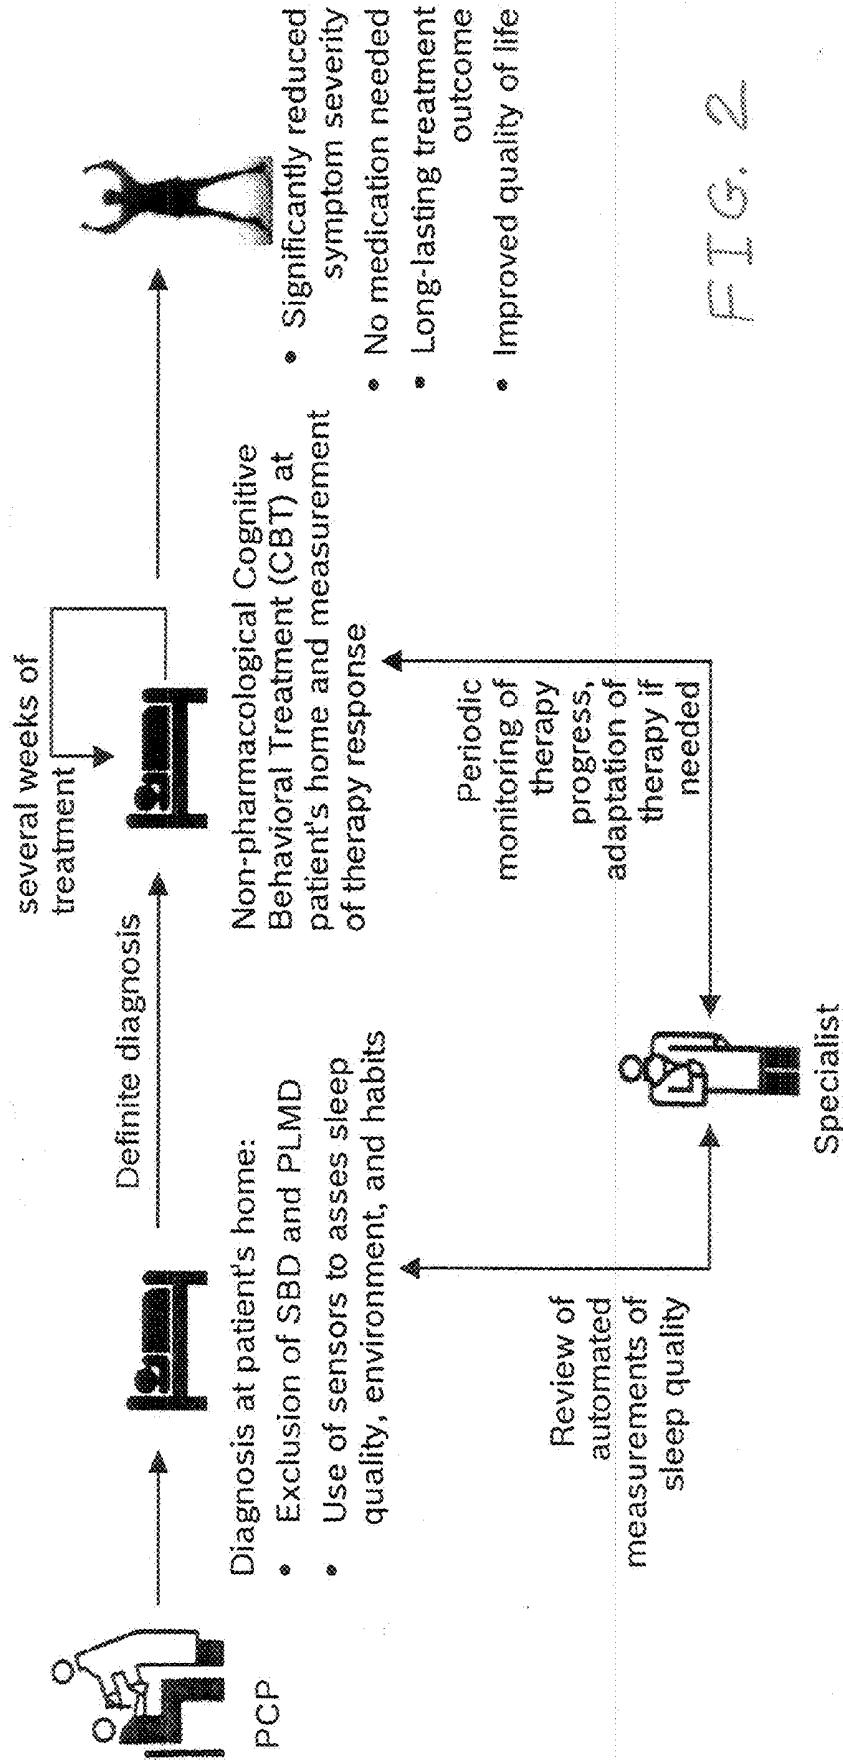 PCP
Diagnosis at patient's home:
• Exclusion of SBD and PLMD
• Use of sensors to asses sleep
quality, environment, and habits
Definite diagnosis
several weeks of
treatment
Non-pharmacological Cognitive
Behavioral Treatment (CBT) at
patient's home and measurement
of therapy response
• Significantly reduced
symptom severity
• No medication needed
• Long-lasting treatment
outcome
• Improved quality of life
Review of
automated
measurements of
sleep quality
Specialist
Periodic
monitoring of
therapy
progress,
adaptation of
therapy if
needed
FIG. 2